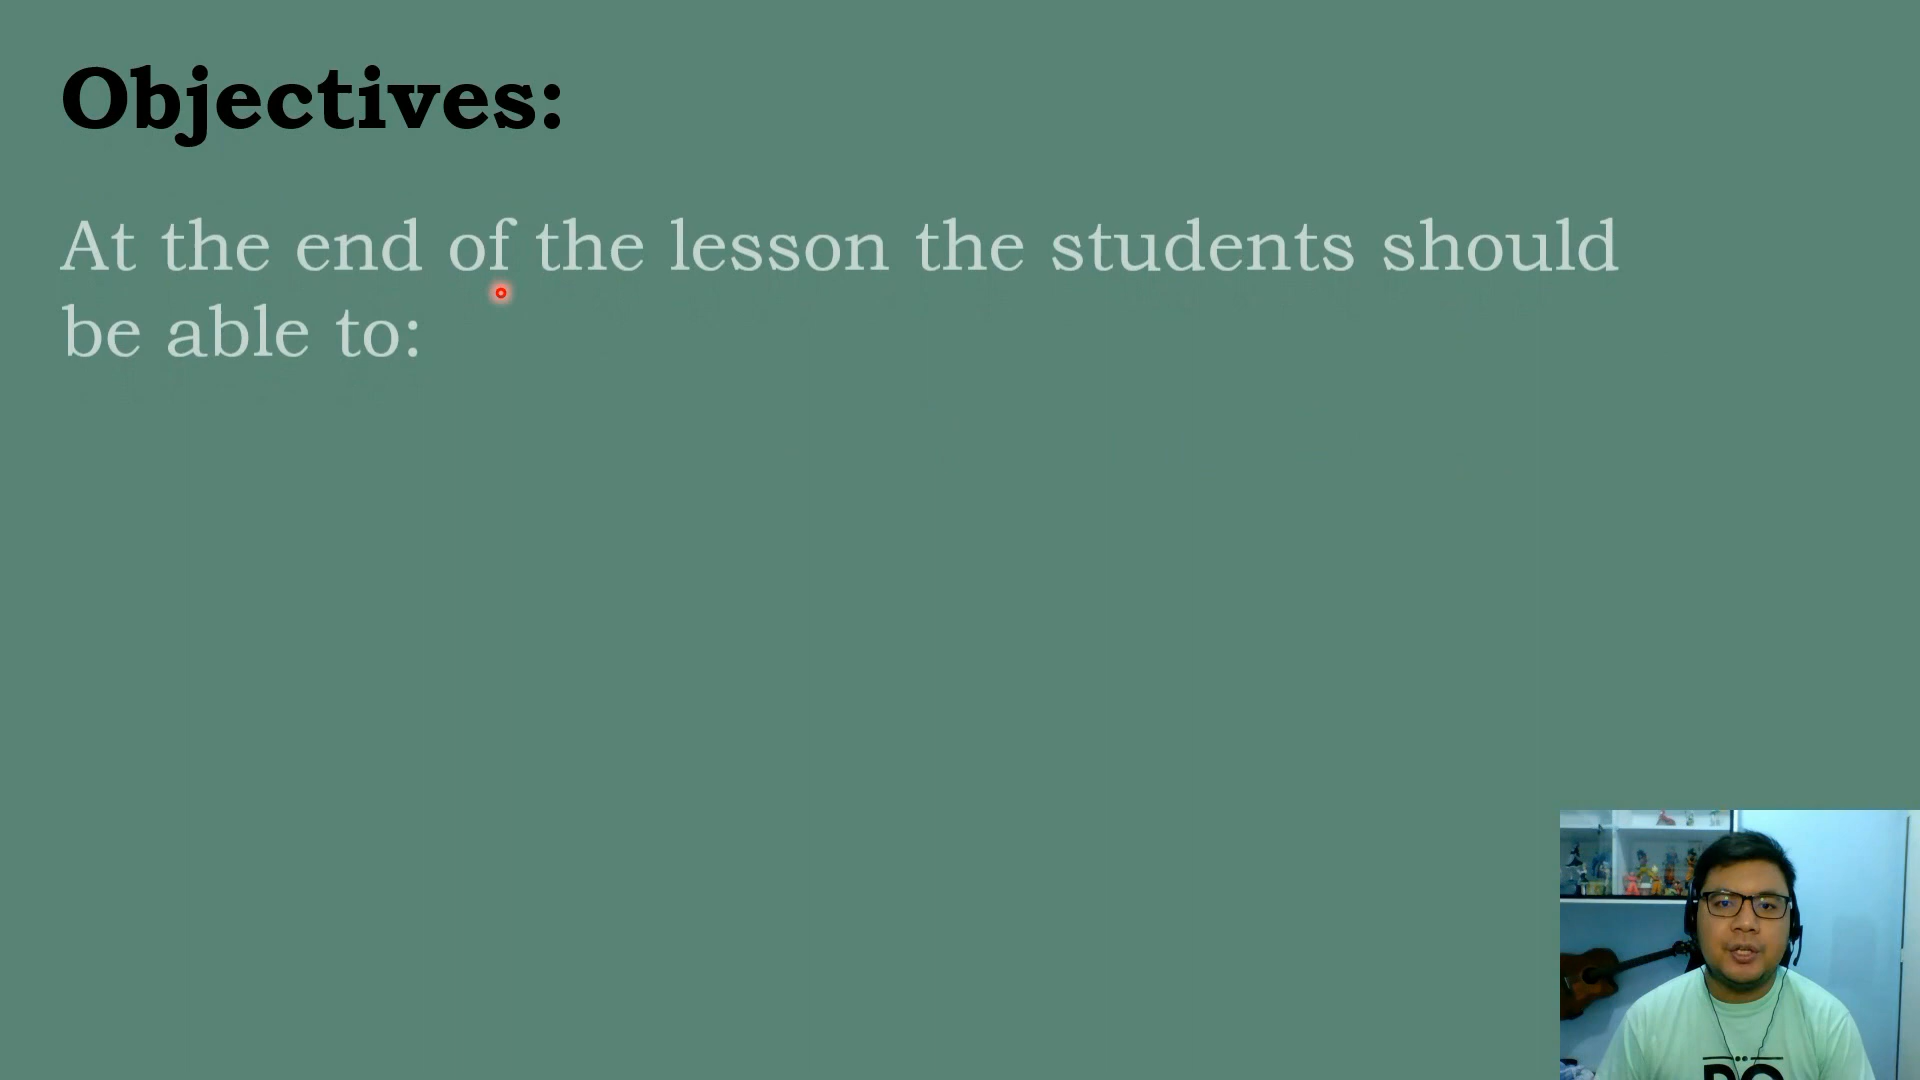 Objectives:
At the end of the lesson the students should
be able to: